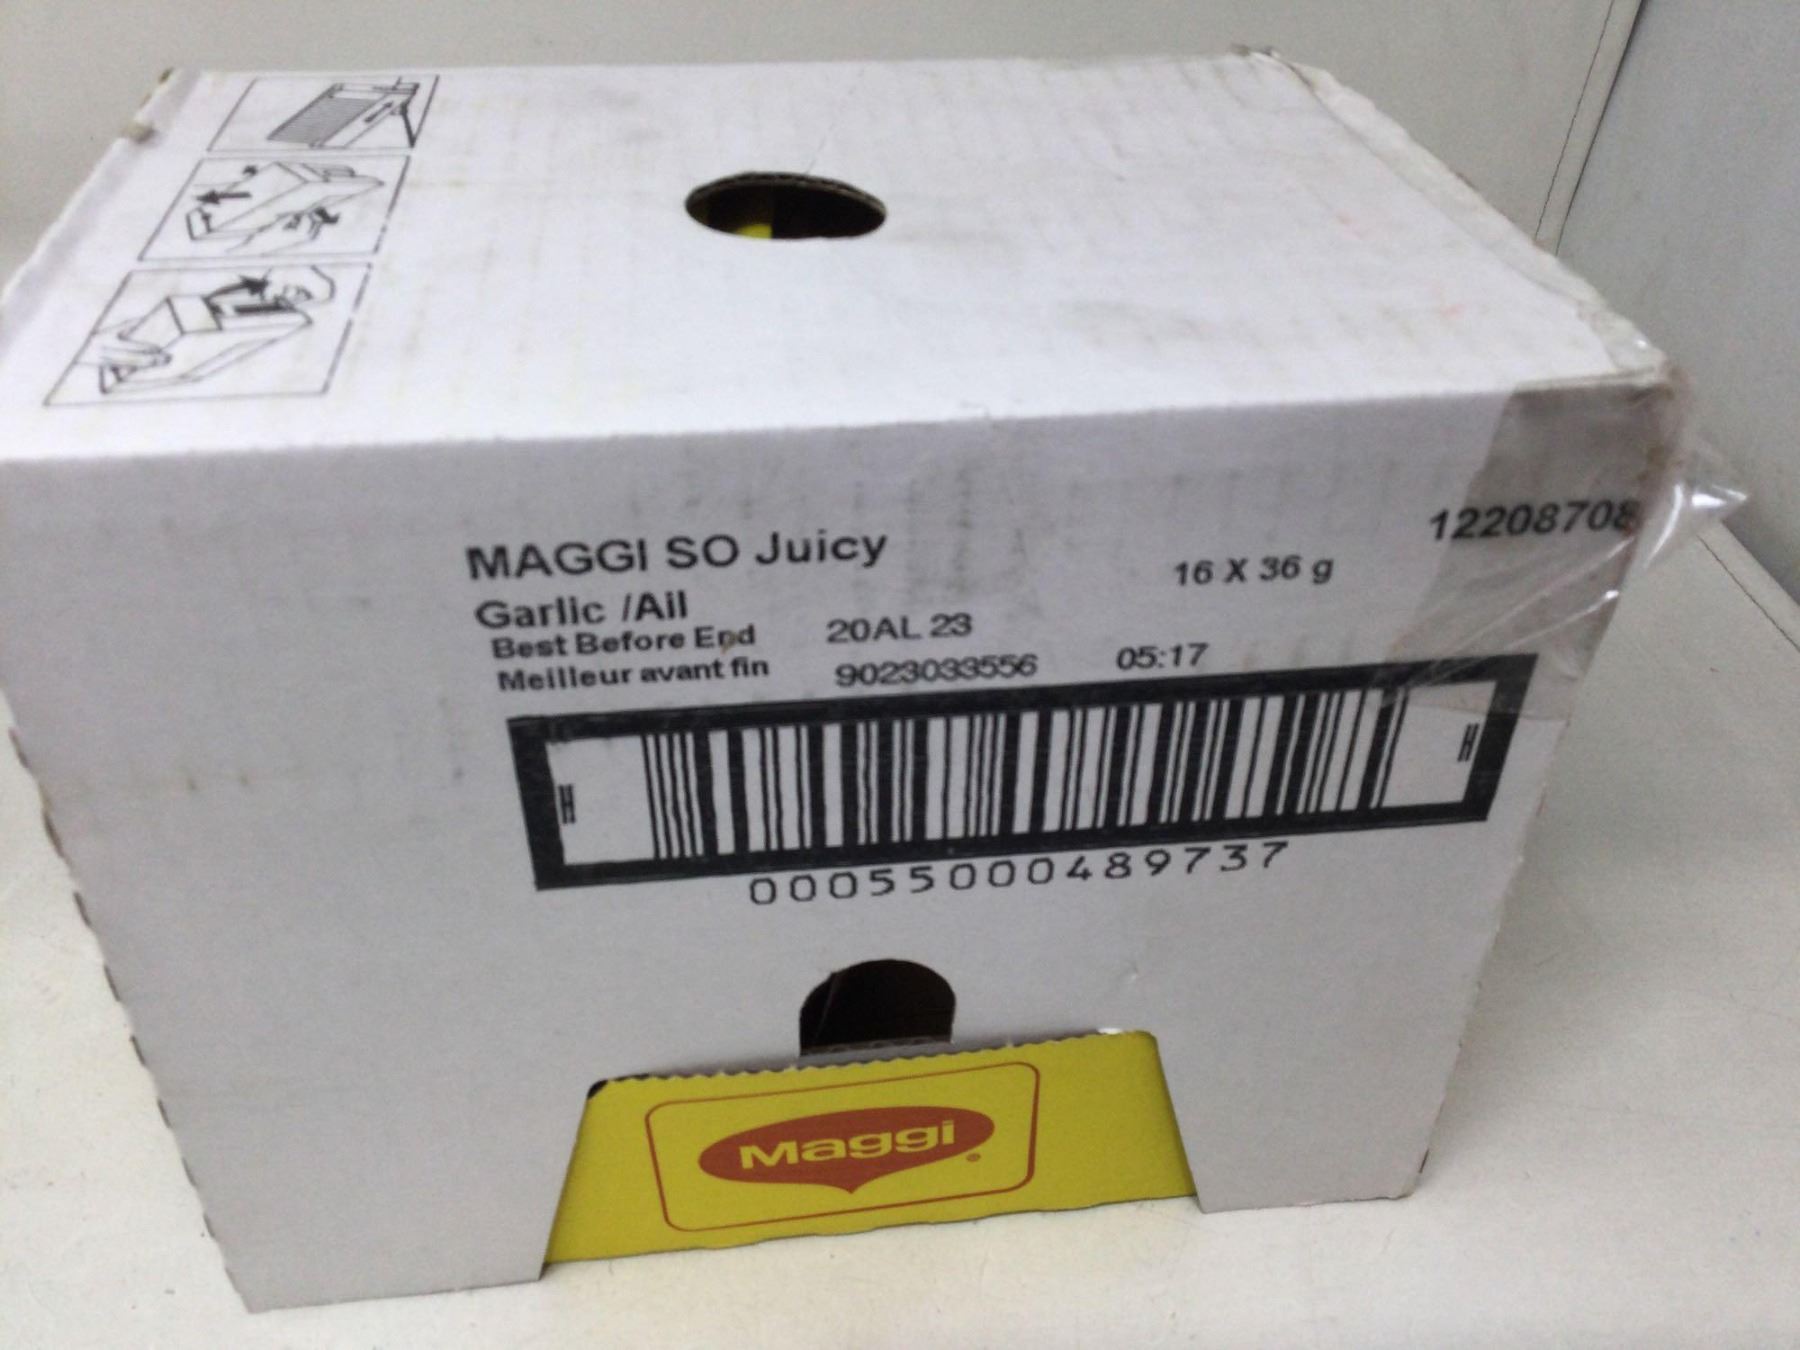 MAGGI SO Juicy
16 X 36 g
12208708
Garlic /Ail
Best Before End 20AL 23
Meilleur avant fin 9023033556 05:17
H
H
00055000489737
Maggi